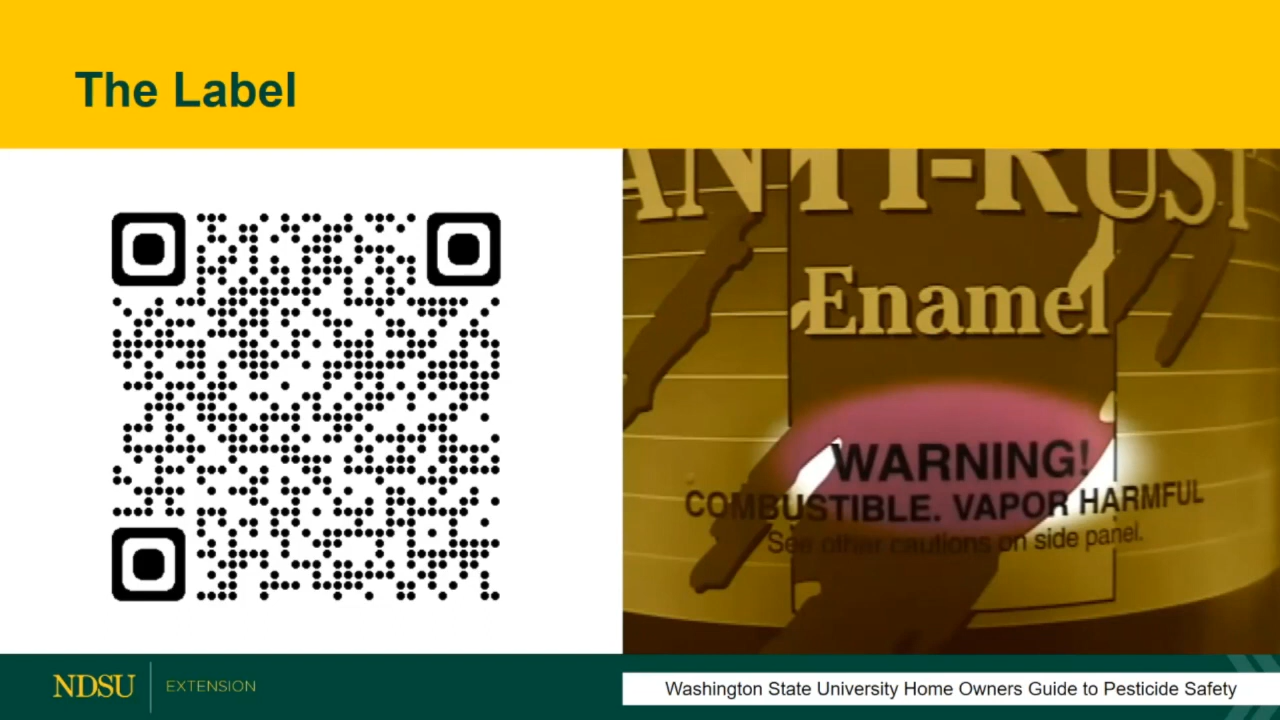 The Label
ANTI-RUST
Enamel
WARNING!
COMBUSTIBLE. VAPOR HARMFUL
See other cautions on side panel.
NDSU EXTENSION
Washington State University Home Owners Guide to Pesticide Safety